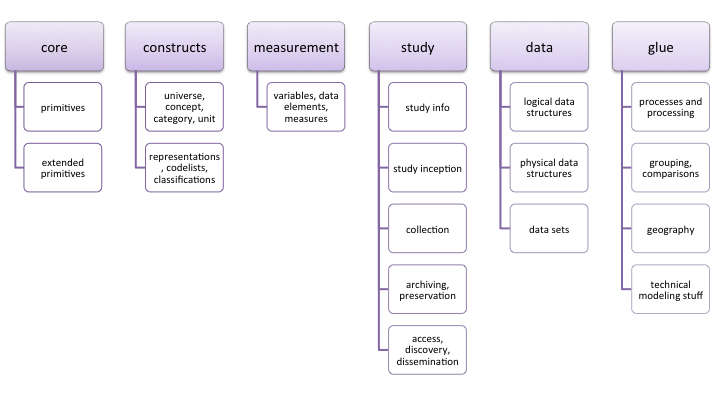 core
primitives
extended
primitives
constructs
universe,
concept,
category, unit
representations
, codelists,
classifications
measurement
variables, data
elements,
measures
study
study info
study inception
collection
archiving,
preservation
access,
discovery,
dissemination
data
logical data
structures
physical data
structures
data sets
glue
processes and
processing
grouping,
comparisons
geography
technical
modeling stuff